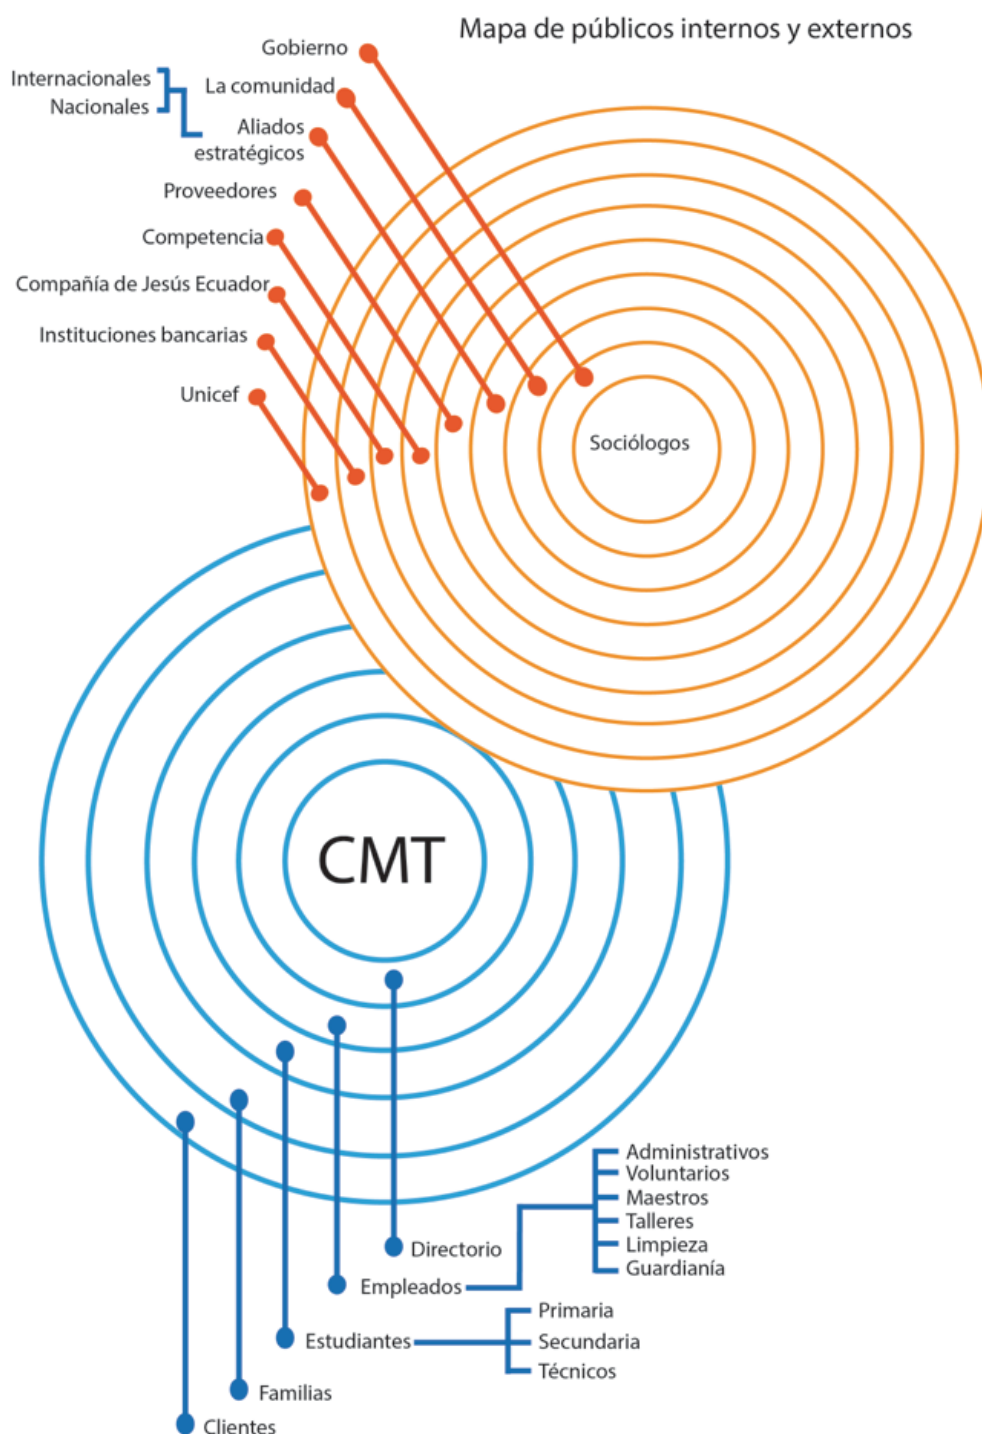 Mapa de públicos internos y externos
Gobierno
La comunidad
Internacionales
Nacionales
Aliados
estratégicos
Proveedores
Competencia
Compañía de Jesús Ecuador
Instituciones bancarias
Unicef
Sociólogos
CMT
Directorio
Empleados
Administrativos
Voluntarios
Maestros
Talleres
Limpieza
Guardianía
Estudiantes
Primaria
Secundaria
Técnicos
Familias
Clientes